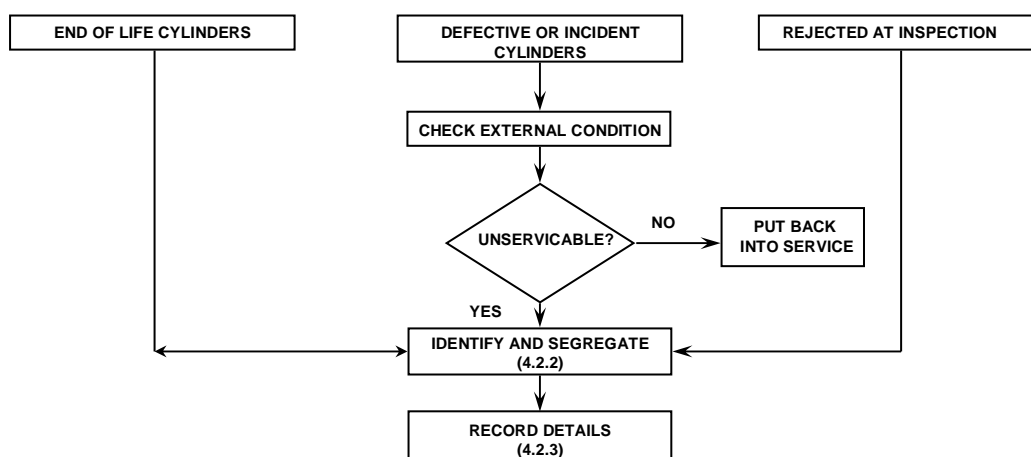 END OF LIFE CYLINDERS
DEFECTIVE OR INCIDENT
CYLINDERS
REJECTED AT INSPECTION
CHECK EXTERNAL CONDITION
UNSERVICABLE?
NO
PUT BACK
INTO SERVICE
YES
IDENTIFY AND SEGREGATE
(4.2.2)
RECORD DETAILS
(4.2.3)